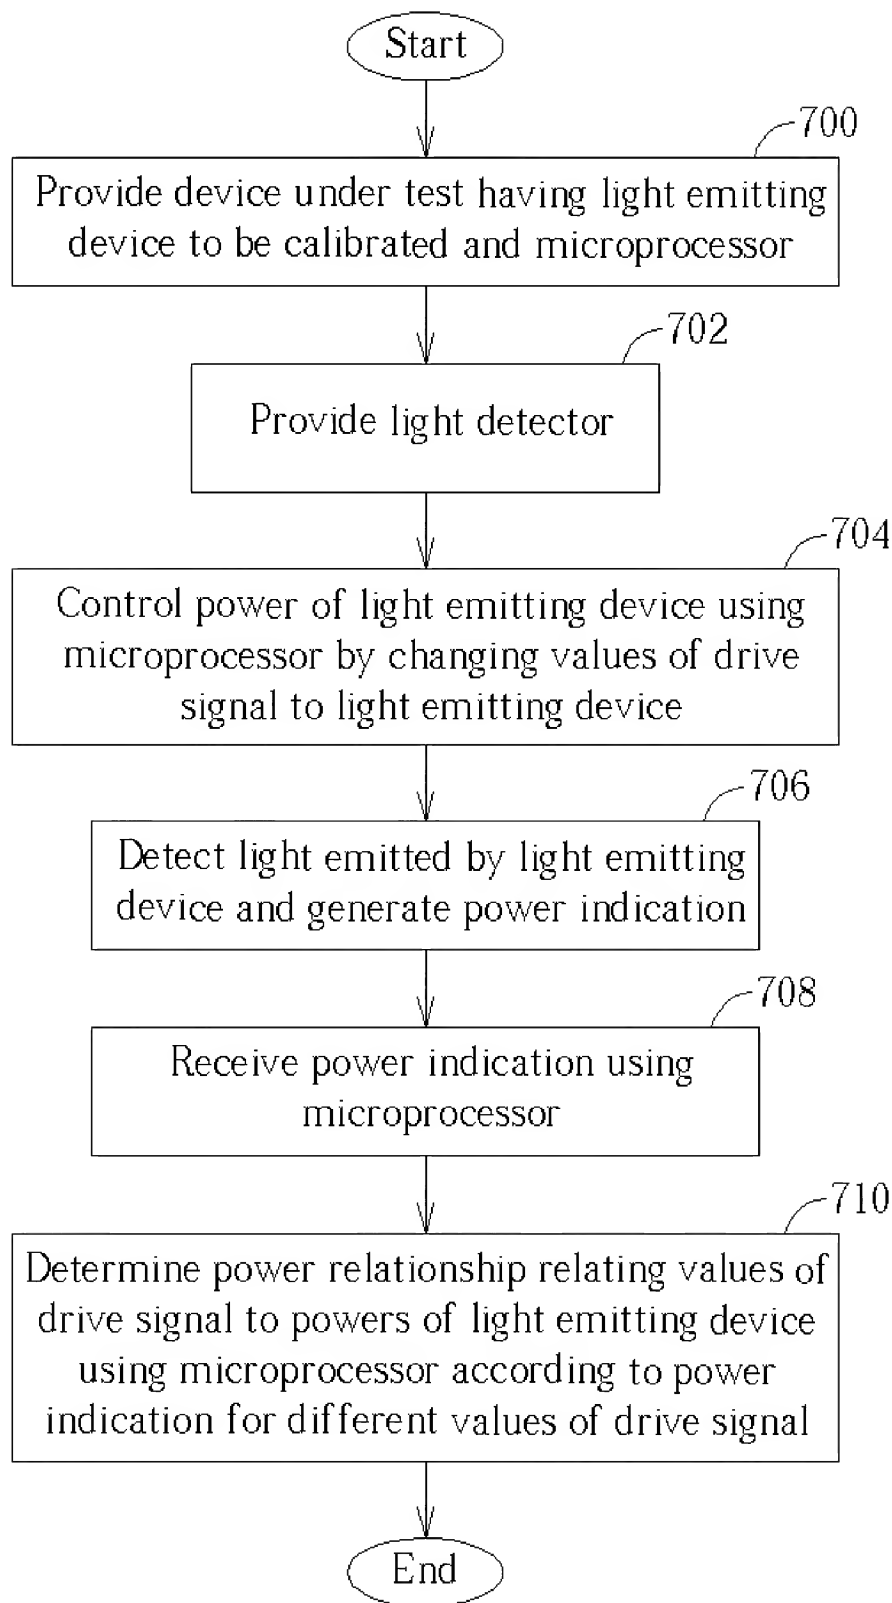 Start
700
Provide device under test having light emitting
device to be calibrated and microprocessor
702
Provide light detector
704
Control power of light emitting device using
microprocessor by changing values of drive
signal to light emitting device
706
Detect light emitted by light emitting
device and generate power indication
708
Receive power indication using
microprocessor
710
Determine power relationship relating values of
drive signal to powers of light emitting device
using microprocessor according to power
indication for different values of drive signal
End